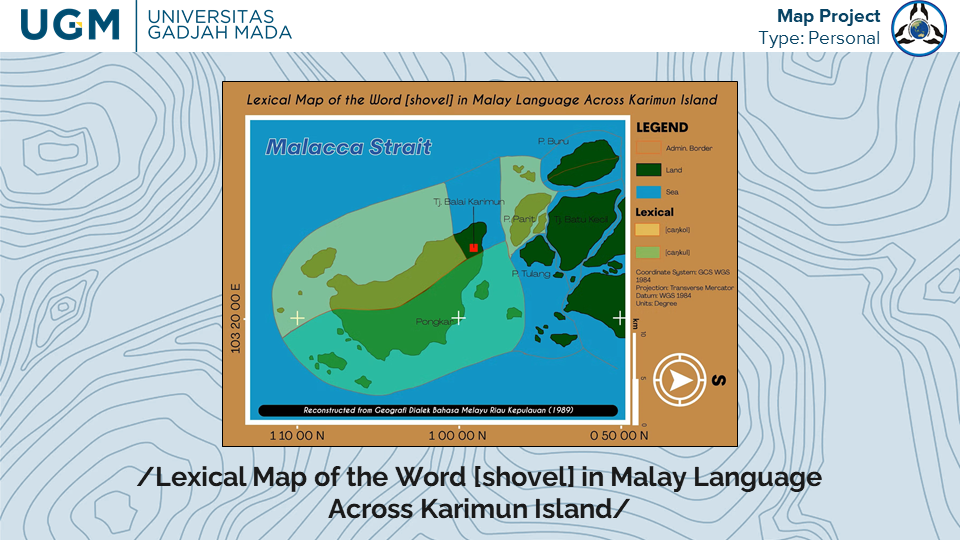 UGM
UNIVERSITAS
GADJAH MADA
Map Project
Type: Personal
Lexical Map of the Word [shovel] in Malay Language Across Karimun Island
Malacca Strait
P. Buru
Tj. Balai Karimun
P. Parit
Tj. Batu Kecil
P. Tulang
Pongkar
103 20 00 E
1 10 00 N
1 00 00 N
0 50 00 N
Reconstructed from Geografi Dialek Bahasa Melayu Riau Kepulauan (1989)
LEGEND
Admin. Border
Land
Sea
Lexical
Coordinate System: GCS WGS
1984
Projection: Transverse Mercator
Datum: WGS 1984
Units: Degree
km
10
5
0
S
/Lexical Map of the Word [shovel] in Malay Language
Across Karimun Island/